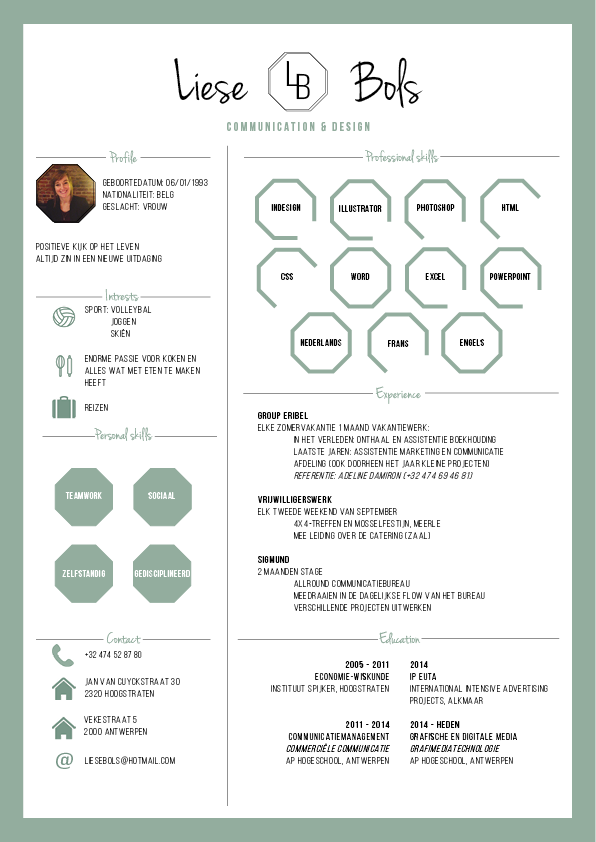 Liese LB Bols
COMMUNICATION & DESIGN
Profile
GEBOORTEDATUM: 06/01/1993
NATIONALITEIT: BELG
GESLACHT: VROUW
POSITIEVE KIJK OP HET LEVEN
ALTIJD ZIN IN EEN NIEUWE UITDAGING
Intrests
SPORT: VOLLEYBAL
JOGGEN
SKIËN
ENORME PASSIE VOOR KOKEN EN
ALLES WAT MET ETEN TE MAKEN
HEEFT
REIZEN
Personal skills
TEAMWORK
SOCIAAL
ZELFSTANDIG
GEDISCIPLINEERD
Contact
+32 474 52 87 80
JAN VAN CUYCKSTRAAT 30
2320 HOOGSTRATEN
VEKESTRAAT 5
2000 ANTWERPEN
@ LIESEBOLS@HOTMAIL.COM
Professional skills
INDESIGN
ILLUSTRATOR
PHOTOSHOP
HTML
CSS
WORD
EXCEL
POWERPOINT
NEDERLANDS
FRANS
ENGELS
Experience
GROUP ERIBEL
ELKE ZOMERVAKANTIE 1 MAAND VAKANTIEWERK:
IN HET VERLEDEN: ONTHAAL EN ASSISTENTIE BOEKHOUDING
LAATSTE JAREN: ASSISTENTIE MARKETING EN COMMUNICATIE
AFDELING (OOK DOORHEEN HET JAAR KLEINE PROJECTEN)
REFERENTIE: ADELINE DAMIRON (+32 474 69 46 81)
VRIJWILLIGERSWERK
ELK TWEEDE WEEKEND VAN SEPTEMBER
4X4-TREFFEN EN MOSSELFESTIJN, MEERLE
MEE LEIDING OVER DE CATERING (ZAAL)
SIGMUND
2 MAANDEN STAGE
ALLROUND COMMUNICATIEBUREAU
MEEDRAAIEN IN DE DAGELIJKSE FLOW VAN HET BUREAU
VERSCHILLENDE PROJECTEN UITWERKEN
Education
2005 - 2011
ECONOMIE-WISKUNDE
INSTITUUT SPIJKER, HOOGSTRATEN
2014
IP EUTA
INTERNATIONAL INTENSIVE ADVERTISING
PROJECTS, ALKMAAR
2011 - 2014
COMMUNICATIEMANAGEMENT
COMMERCIËLE COMMUNICATIE
AP HOGESCHOOL, ANTWERPEN
2014 - HEDEN
GRAFISCHE EN DIGITALE MEDIA
GRAFIMEDIATECHNOLOGIE
AP HOGESCHOOL, ANTWERPEN